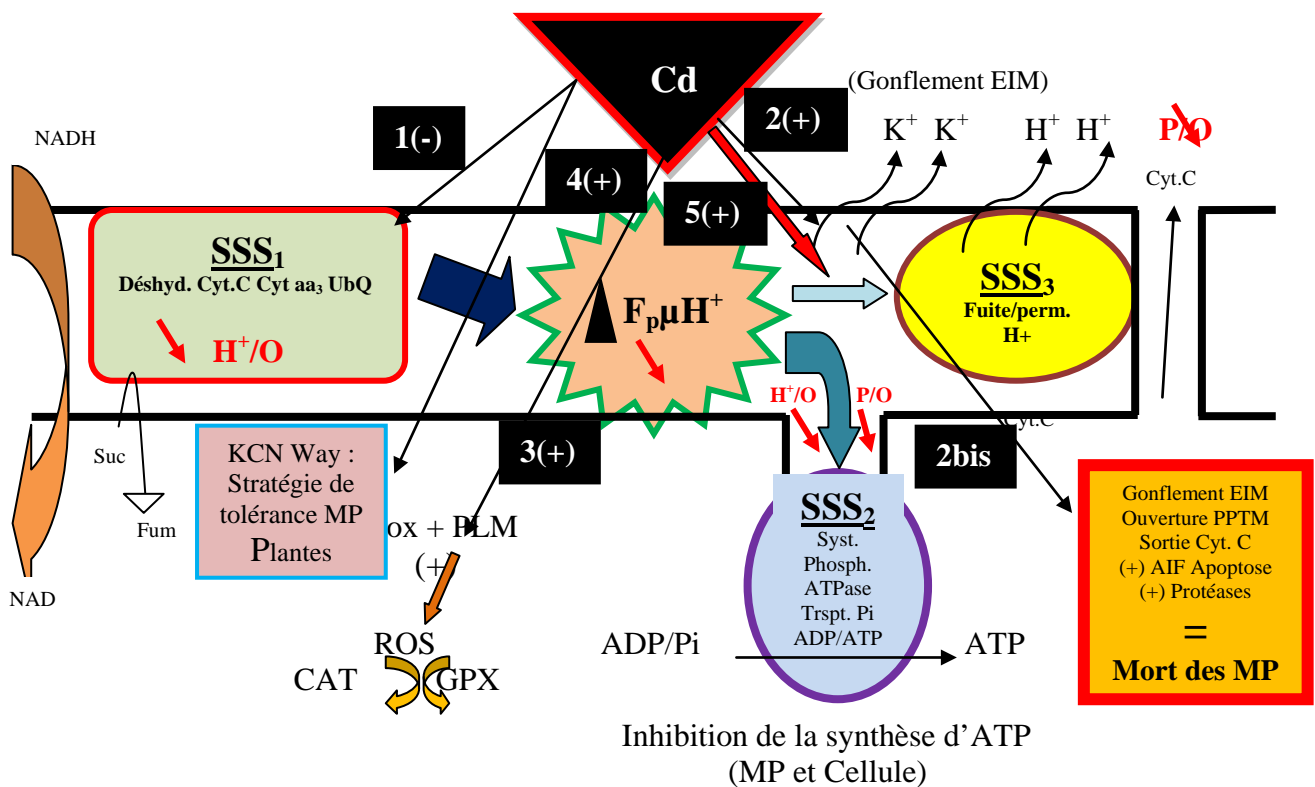 Cd
(Gonflement EIM)
2(+)
1(-)
NADH
K+ K+ H+ H+
P/O
Cyt.C
4(+)
5(+)
SSS1
Déshyd. Cyt.C Cyt aa3 UbQ
H+/O
FpµH+
SSS3
Fuite/perm.
H+
H+/O P/O
Cyt.C
3(+)
2bis
Suc
Fum
NAD
KCN Way :
Stratégie de
tolérance MP
Plantes
ox + PLM
(+)
ROS
CAT GPX
SSS2
Syst.
Phosph.
ATPase
Trspt. Pi
ADP/ATP
ADP/Pi
ATP
Gonflement EIM
Ouverture PPTM
Sortie Cyt. C
(+) AIF Apoptose
(+) Protéases
=
Mort des MP
Inhibition de la synthèse d’ATP
(MP et Cellule)